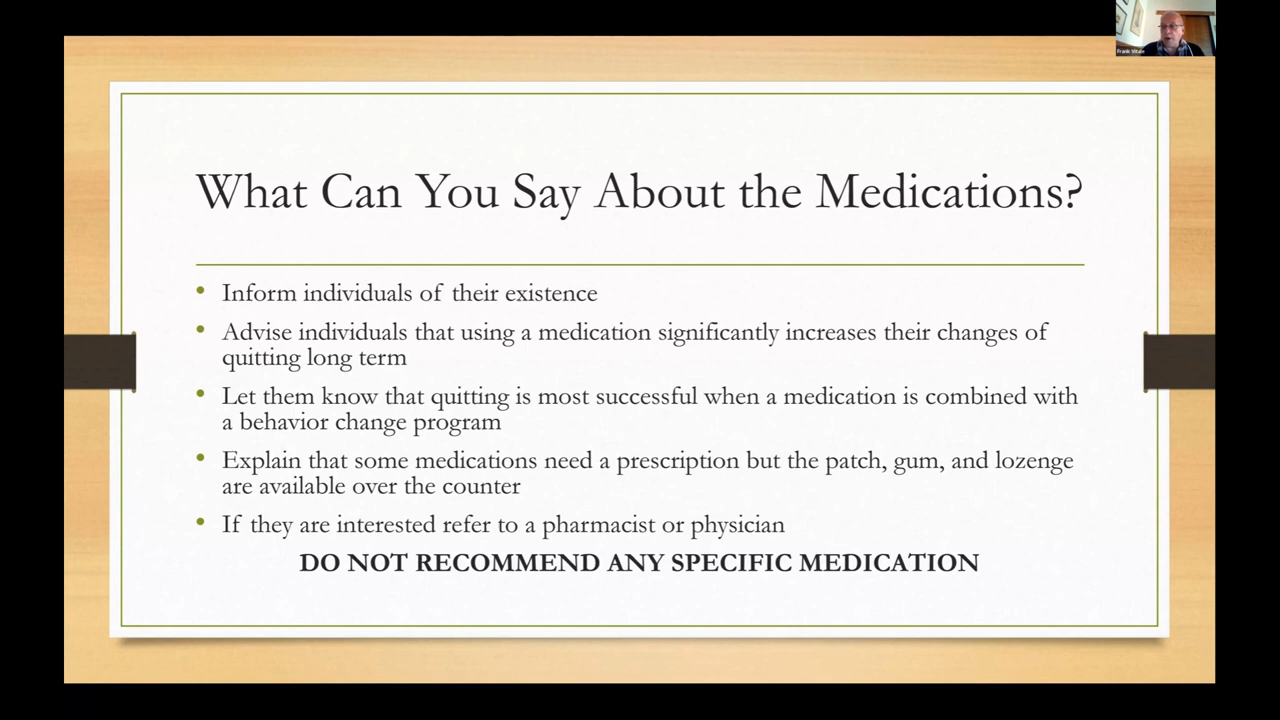 Frank Vitale
What Can You Say About the Medications?
• Inform individuals of their existence
• Advise individuals that using a medication significantly increases their changes of
quitting long term
• Let them know that quitting is most successful when a medication is combined with
a behavior change program
• Explain that some medications need a prescription but the patch, gum, and lozenge
are available over the counter
• If they are interested refer to a pharmacist or physician
DO NOT RECOMMEND ANY SPECIFIC MEDICATION